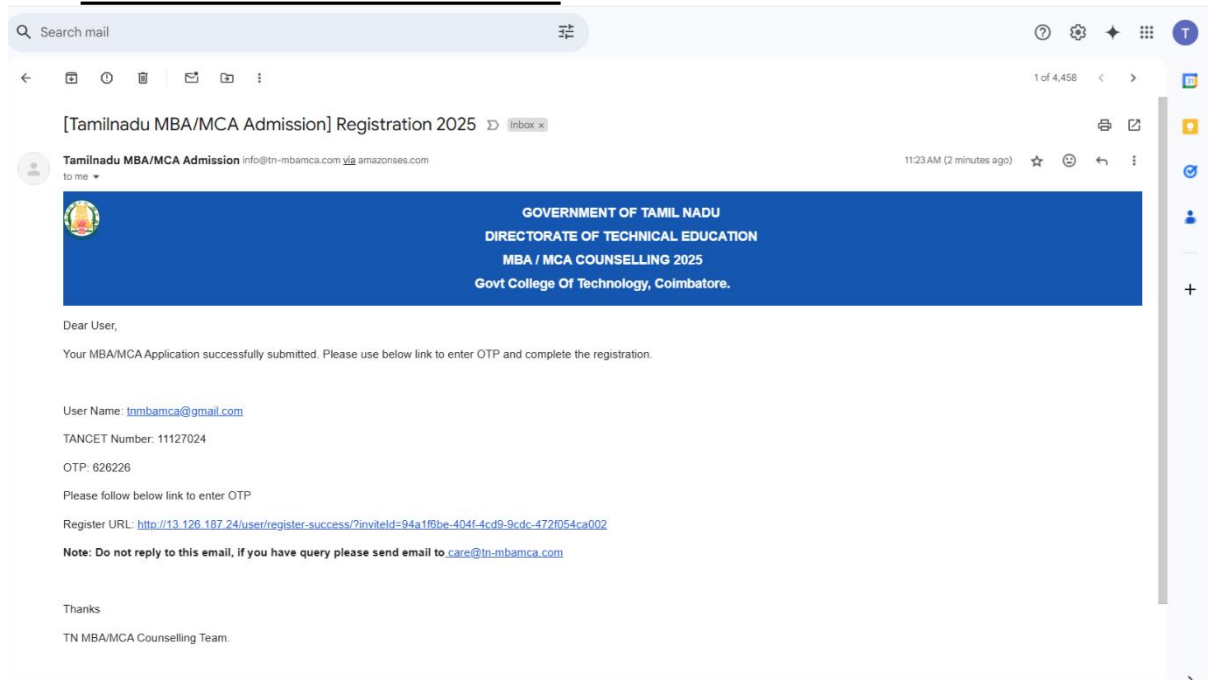 Search mail
1 of 4,458
[Tamilnadu MBA/MCA Admission] Registration 2025 Inbox x
Tamilnadu MBA/MCA Admission info@tn-mbamca.com via amazonses.com 11:23 AM (2 minutes ago)
to me
T
31
GOVERNMENT OF TAMIL NADU
DIRECTORATE OF TECHNICAL EDUCATION
MBA / MCA COUNSELLING 2025
Govt College Of Technology, Coimbatore.
Dear User,
Your MBA/MCA Application successfully submitted. Please use below link to enter OTP and complete the registration.
User Name: tnmbamca@gmail.com
TANCET Number: 11127024
OTP: 626226
Please follow below link to enter OTP
Register URL: http://13.126.187.24/user/register-success/?inviteId=94a1f6be-404f-4cd9-9cdc-472f054ca002
Note: Do not reply to this email, if you have query please send email to care@tn-mbamca.com
Thanks
TN MBA/MCA Counselling Team.